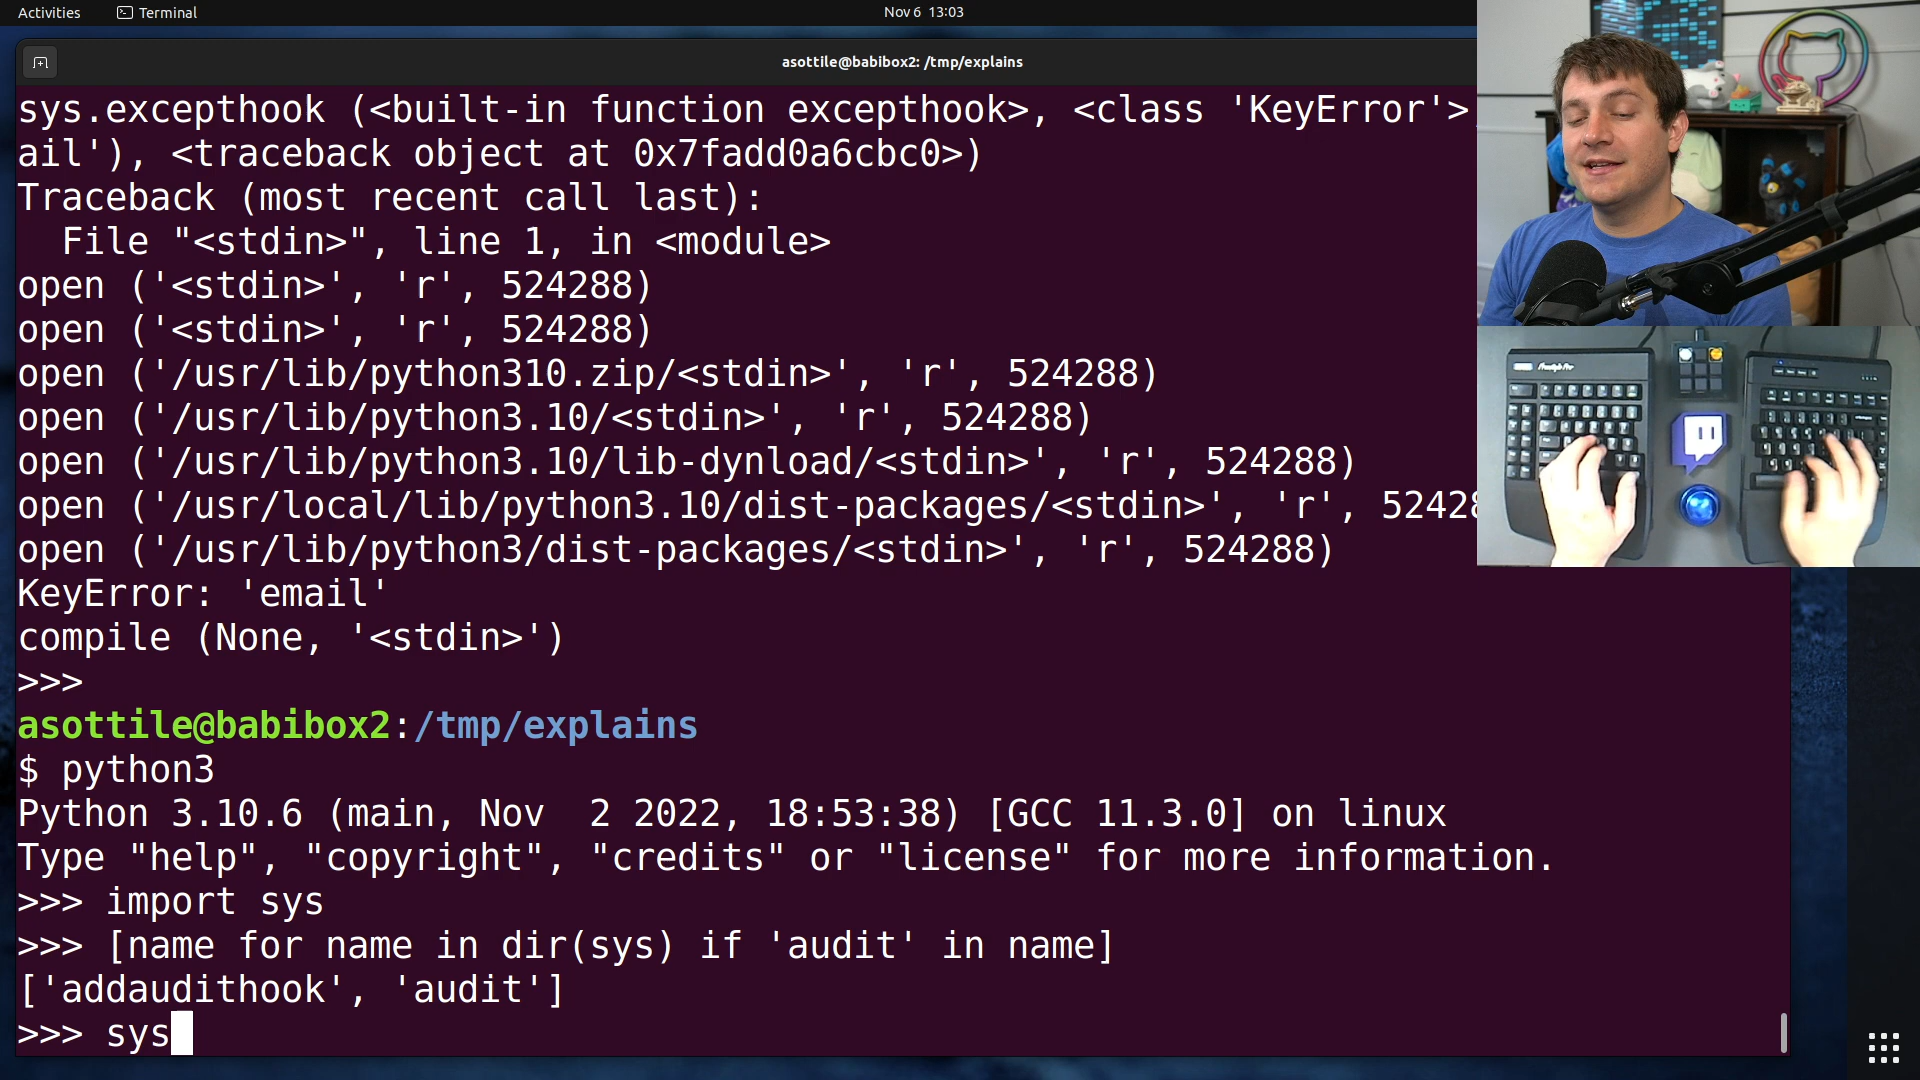 Activities
Terminal
Nov 6 13:03
asottile@babibox2: /tmp/explains
sys.excepthook (<built-in function excepthook>, <class 'KeyError'>
ail'), <traceback object at 0x7fadd0a6cbc0>)
Traceback (most recent call last):
  File "<stdin>", line 1, in <module>
open ('<stdin>', 'r', 524288)
open ('<stdin>', 'r', 524288)
open ('/usr/lib/python310.zip/<stdin>', 'r', 524288)
open ('/usr/lib/python3.10/<stdin>', 'r', 524288)
open ('/usr/lib/python3.10/lib-dynload/<stdin>', 'r', 524288)
open ('/usr/local/lib/python3.10/dist-packages/<stdin>', 'r', 5242
open ('/usr/lib/python3/dist-packages/<stdin>', 'r', 524288)
KeyError: 'email'
compile (None, '<stdin>')
>>>
asottile@babibox2:/tmp/explains
$ python3
Python 3.10.6 (main, Nov  2 2022, 18:53:38) [GCC 11.3.0] on linux
Type "help", "copyright", "credits" or "license" for more information.
>>> import sys
>>> [name for name in dir(sys) if 'audit' in name]
['addaudithook', 'audit']
>>> sys